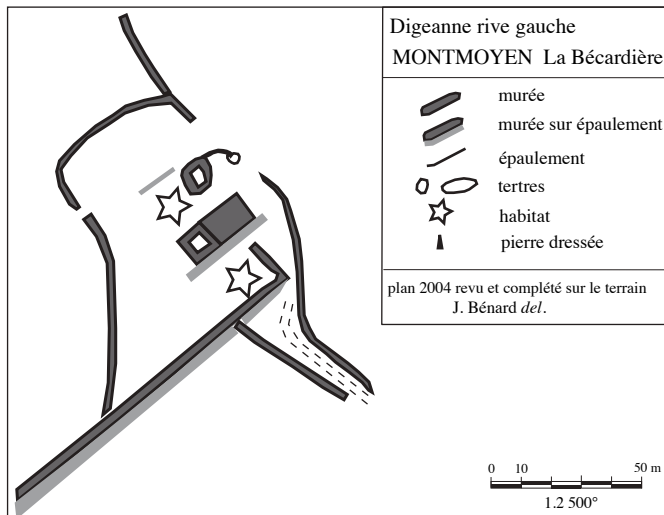 Digeanne rive gauche
MONTMOYEN La Bécardière
murée
murée sur épaulement
épaulement
tertres
habitat
pierre dressée
plan 2004 revu et complété sur le terrain
J. Bénard del.
0 10 50 m
1.2 500°